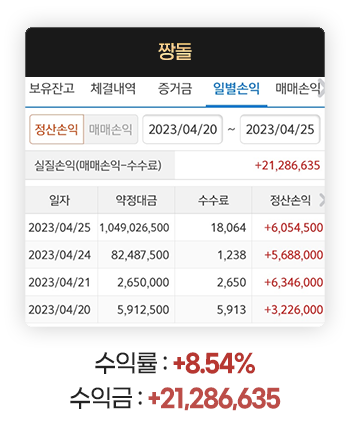 짱돌
보유잔고 체결내역 증거금 일별손익 매매손익
정산손익 매매손익 2023/04/20 ~ 2023/04/25
실질손익(매매손익-수수료) +21,286,635
일자 약정대금 수수료 정산손익
2023/04/25 1,049,026,500 18,064 +6,054,500
2023/04/24 82,487,500 1,238 +5,688,000
2023/04/21 2,650,000 2,650 +6,346,000
2023/04/20 5,912,500 5,913 +3,226,000
수익률 : +8.54%
수익금 : +21,286,635